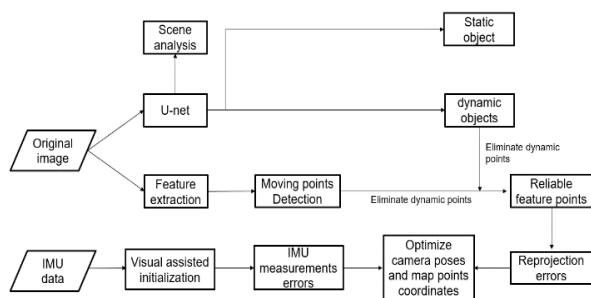 Scene
analysis
Static
object
U-net
dynamic
objects
Original
image
Eliminate dynamic
points
Feature
extraction
Moving points
Detection
Eliminate dynamic points
Reliable
feature points
IMU
data
Visual assisted
initialization
IMU
measurements
errors
Optimize
camera poses
and map points
coordinates
Reprojection
errors